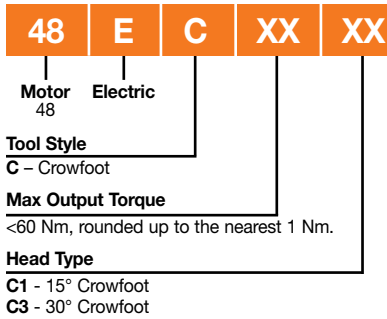 48 E C XX XX
Motor Electric
48
Tool Style
C – Crowfoot
Max Output Torque
<60 Nm, rounded up to the nearest 1 Nm.
Head Type
C1 - 15° Crowfoot
C3 - 30° Crowfoot